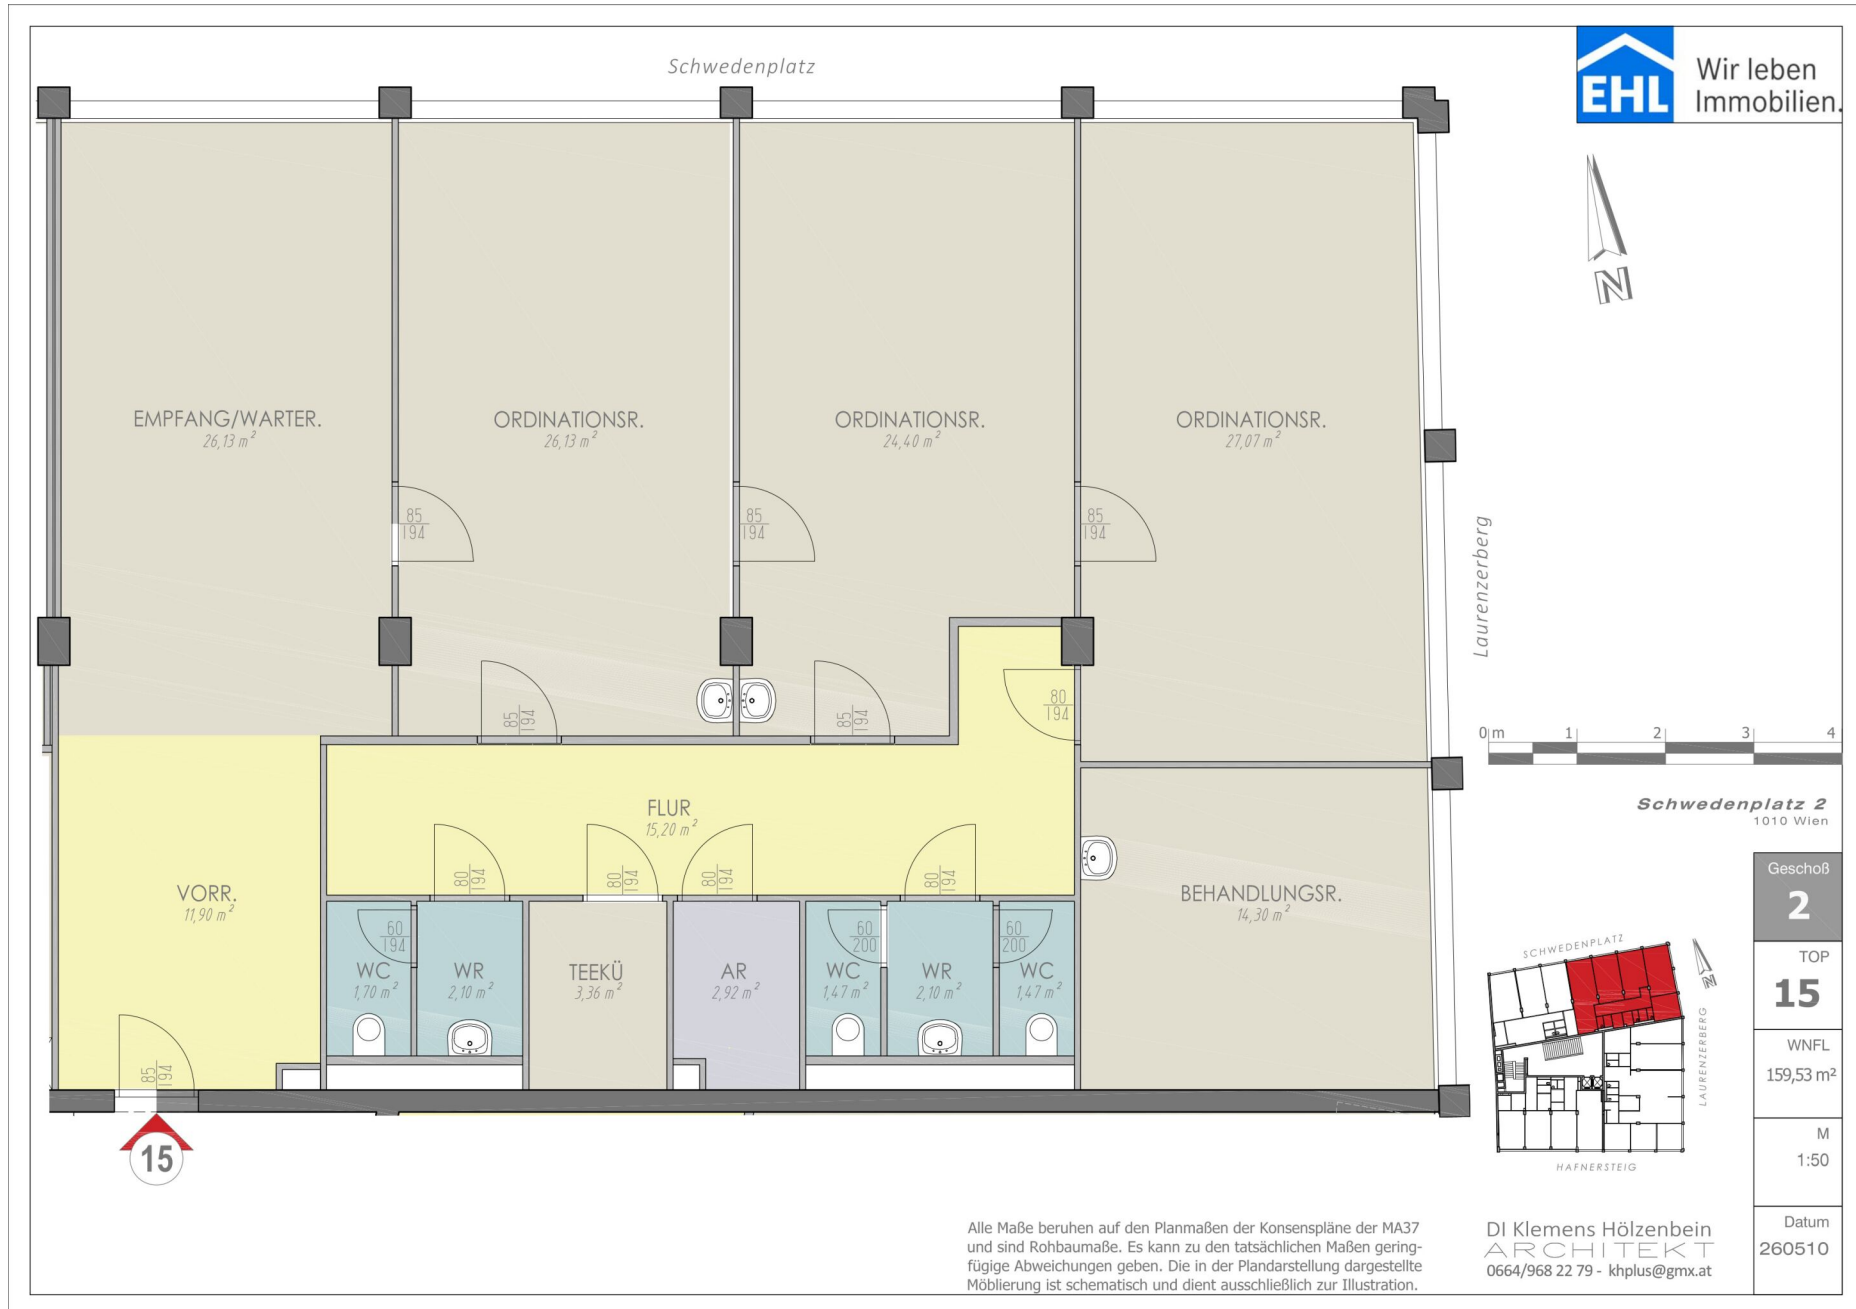 Schwedenplatz
EHL
Wir leben
Immobilien.
N
EMPFANG/WARTER.
26,13 m²
ORDINATIONSR.
26,13 m²
ORDINATIONSR.
24,40 m²
ORDINATIONSR.
27,07 m²
85
194
85
194
85
194
Laurenzerberg
85
194
85
194
80
194
0 m 1 2 3 4
Schwedenplatz 2
1010 Wien
FLUR
15,20 m²
80
194
80
194
80
194
80
194
VORR.
11,90 m²
BEHANDLUNGSR.
14,30 m²
60
194
60
200
60
200
WC
1,70 m²
WR
2,10 m²
TEEKÜ
3,36 m²
AR
2,92 m²
WC
1,47 m²
WR
2,10 m²
WC
1,47 m²
85
194
15
Geschoß
2
TOP
15
WNFL
159,53 m²
M
1:50
Datum
260510
SCHWEDENPLATZ
N
LAURENZERBERG
HAFNERSTEIG
Alle Maße beruhen auf den Planmaßen der Konsenspläne der MA37
und sind Rohbaumaße. Es kann zu den tatsächlichen Maßen gering-
fügige Abweichungen geben. Die in der Plandarstellung dargestellte
Möblierung ist schematisch und dient ausschließlich zur Illustration.
DI Klemens Hölzenbein
ARCHITEKT
0664/968 22 79 - khplus@gmx.at